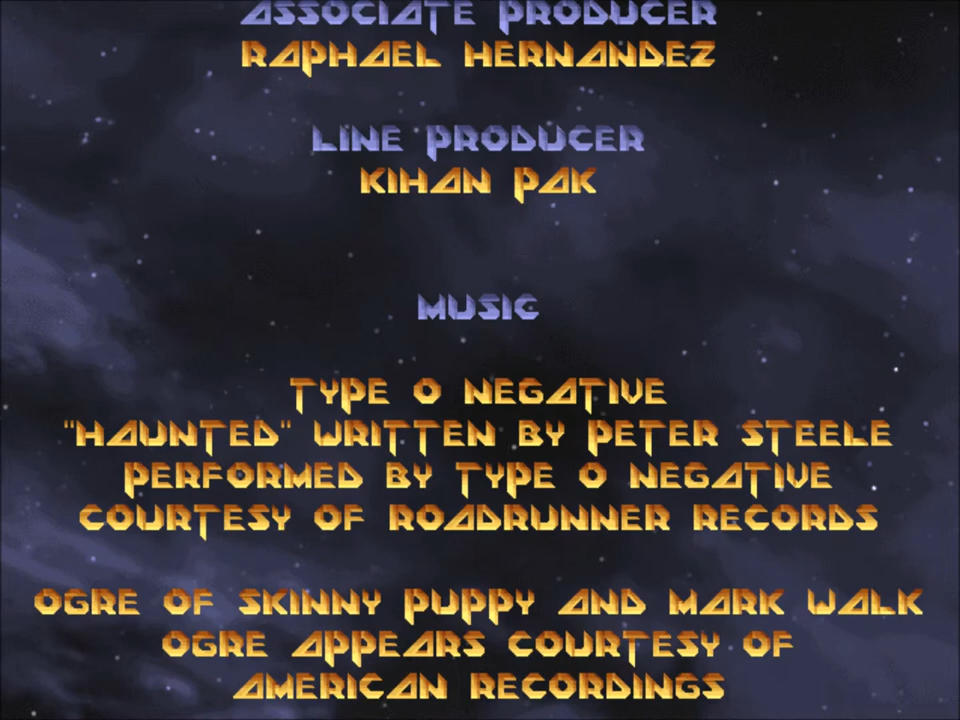 ASSOCIATE PRODUCER
RAPHAEL HERNANDEZ
LINE PRODUCER
KIHAN PAK
MUSIC
TYPE O NEGATIVE
"HAUNTED" WRITTEN BY PETER STEELE
PERFORMED BY TYPE O NEGATIVE
COURTESY OF ROADRUNNER RECORDS
OGRE OF SKINNY PUPPY AND MARK WALK
OGRE APPEARS COURTESY OF
AMERICAN RECORDINGS